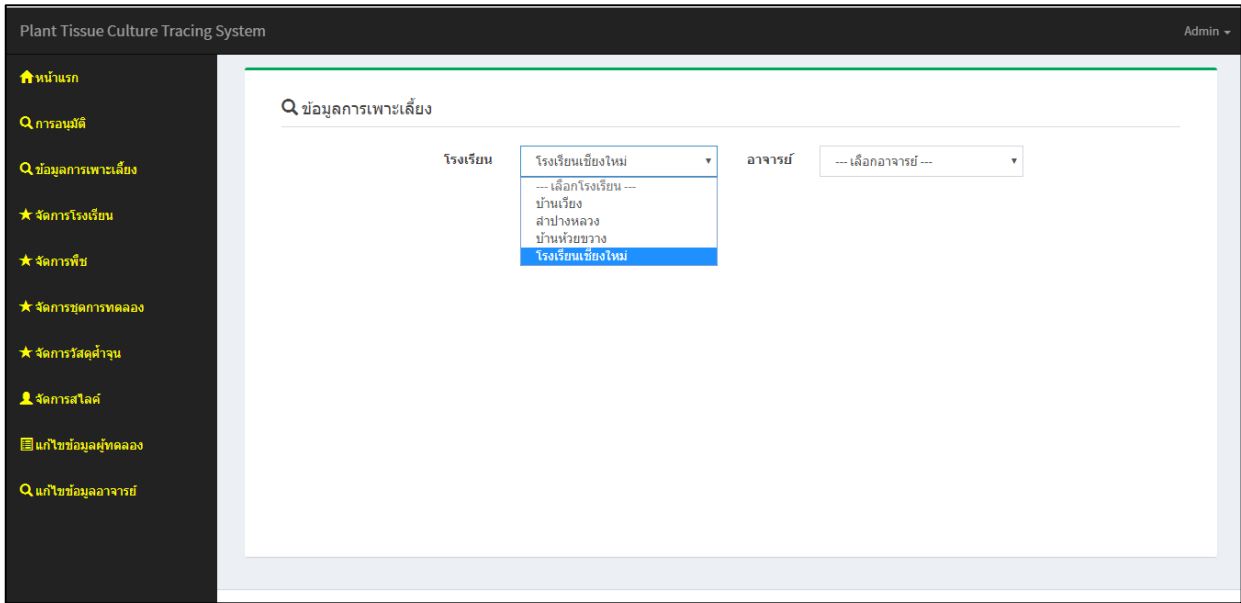 Plant Tissue Culture Tracing System
Admin
หน้าแรก
การอนุมัติ
ข้อมูลการเพาะเลี้ยง
จัดการโรงเรียน
จัดการพืช
จัดการชุดการทดลอง
จัดการวัสดุค้ำจุน
จัดการสไลค์
แก้ไขข้อมูลผู้ทดลอง
แก้ไขข้อมูลอาจารย์
ข้อมูลการเพาะเลี้ยง
โรงเรียน โรงเรียนเชียงใหม่ อาจารย์ --- เลือกอาจารย์ ---
--- เลือกโรงเรียน ---
บ้านเวียง
ลำปางหลวง
บ้านห้วยขวาง
โรงเรียนเชียงใหม่